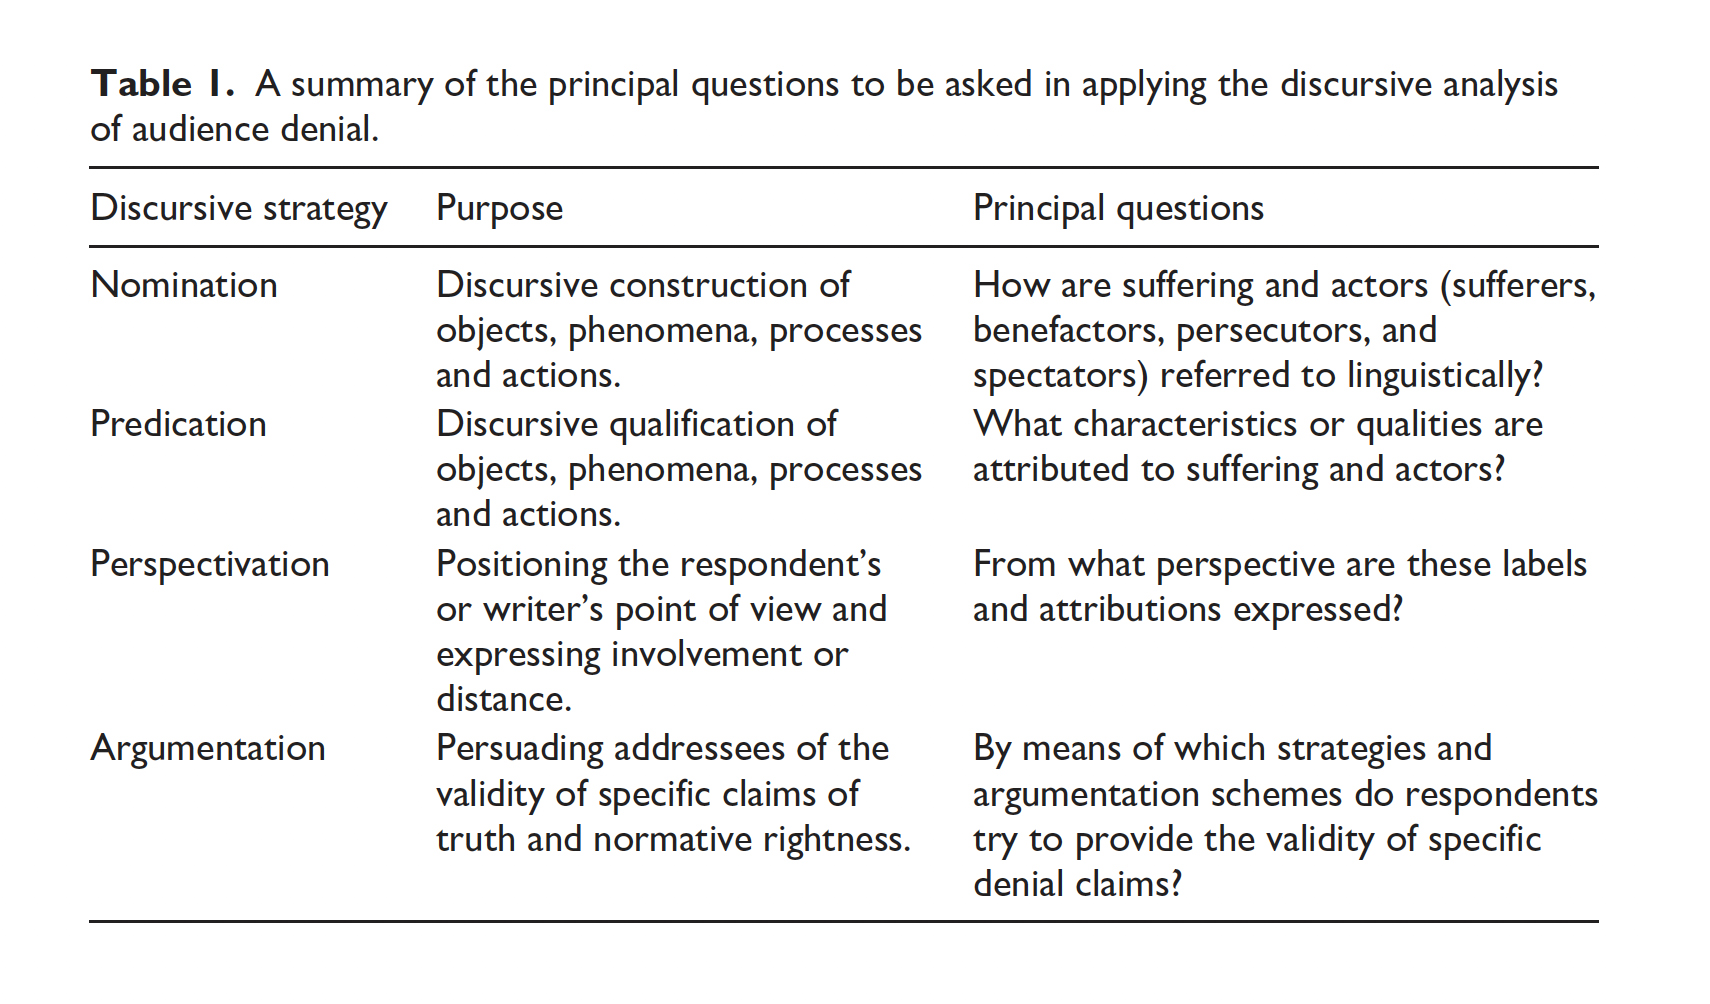 Table 1. A summary of the principal questions to be asked in applying the discursive analysis
of audience denial.
Discursive strategy Purpose Principal questions
Nomination Discursive construction of How are suffering and actors (sufferers,
objects, phenomena, processes benefactors, persecutors, and
and actions. spectators) referred to linguistically?
Predication Discursive qualification of What characteristics or qualities are
objects, phenomena, processes attributed to suffering and actors?
and actions.
Perspectivation Positioning the respondent’s From what perspective are these labels
or writer’s point of view and and attributions expressed?
expressing involvement or
distance.
Argumentation Persuading addressees of the By means of which strategies and
validity of specific claims of argumentation schemes do respondents
truth and normative rightness. try to provide the validity of specific
denial claims?